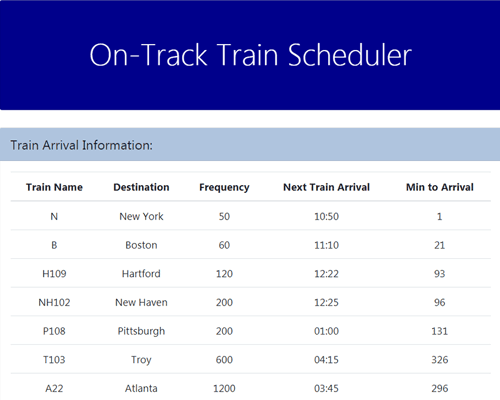 On-Track Train Scheduler
Train Arrival Information:
Train Name Destination Frequency Next Train Arrival Min to Arrival
N New York 50 10:50 1
B Boston 60 11:10 21
H109 Hartford 120 12:22 93
NH102 New Haven 200 12:25 96
P108 Pittsburgh 200 01:00 131
T103 Troy 600 04:15 326
A22 Atlanta 1200 03:45 296